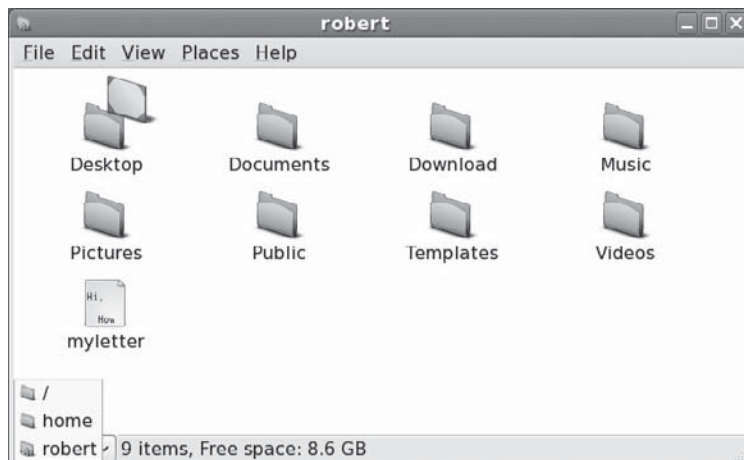 robert
File Edit View Places Help
Desktop Documents Download Music
Pictures Public Templates Videos
Hi,
How
myletter
/
home
robert 9 items, Free space: 8.6 GB